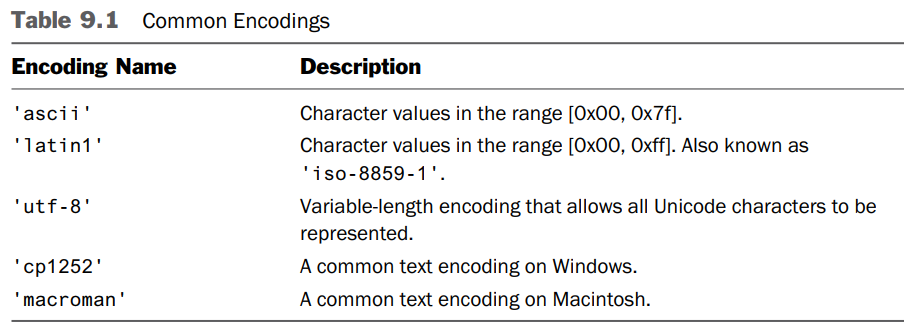 Table 9.1 Common Encodings
Encoding Name Description
'ascii' Character values in the range [0x00, 0x7f].
'latin1' Character values in the range [0x00, 0xff]. Also known as
'iso-8859-1'.
'utf-8' Variable-length encoding that allows all Unicode characters to be
represented.
'cp1252' A common text encoding on Windows.
'macroman' A common text encoding on Macintosh.